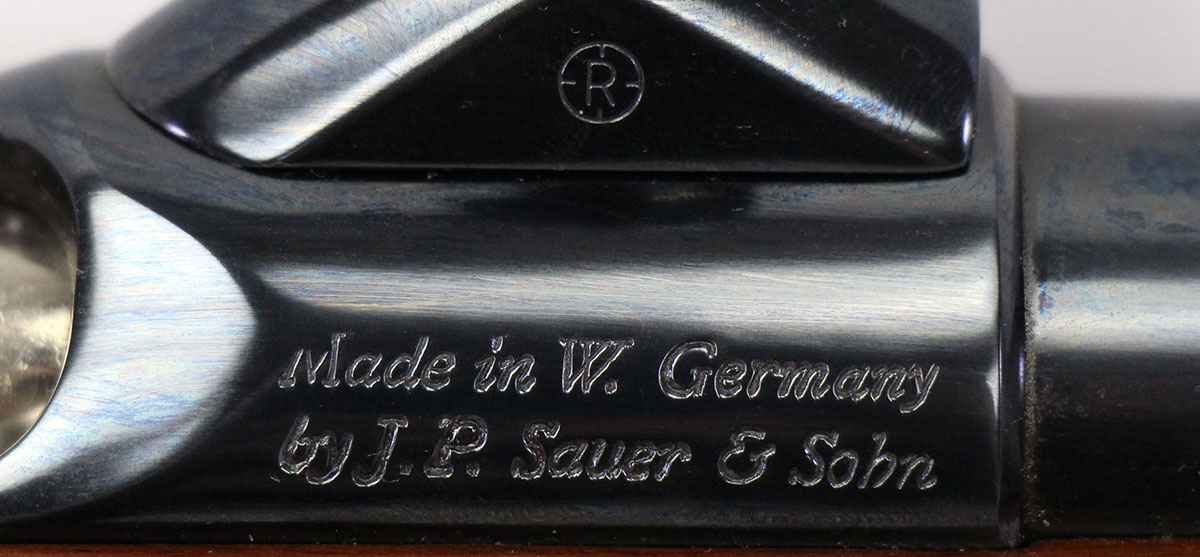 R
Made in W. Germany
by J. P. Sauer & Sohn